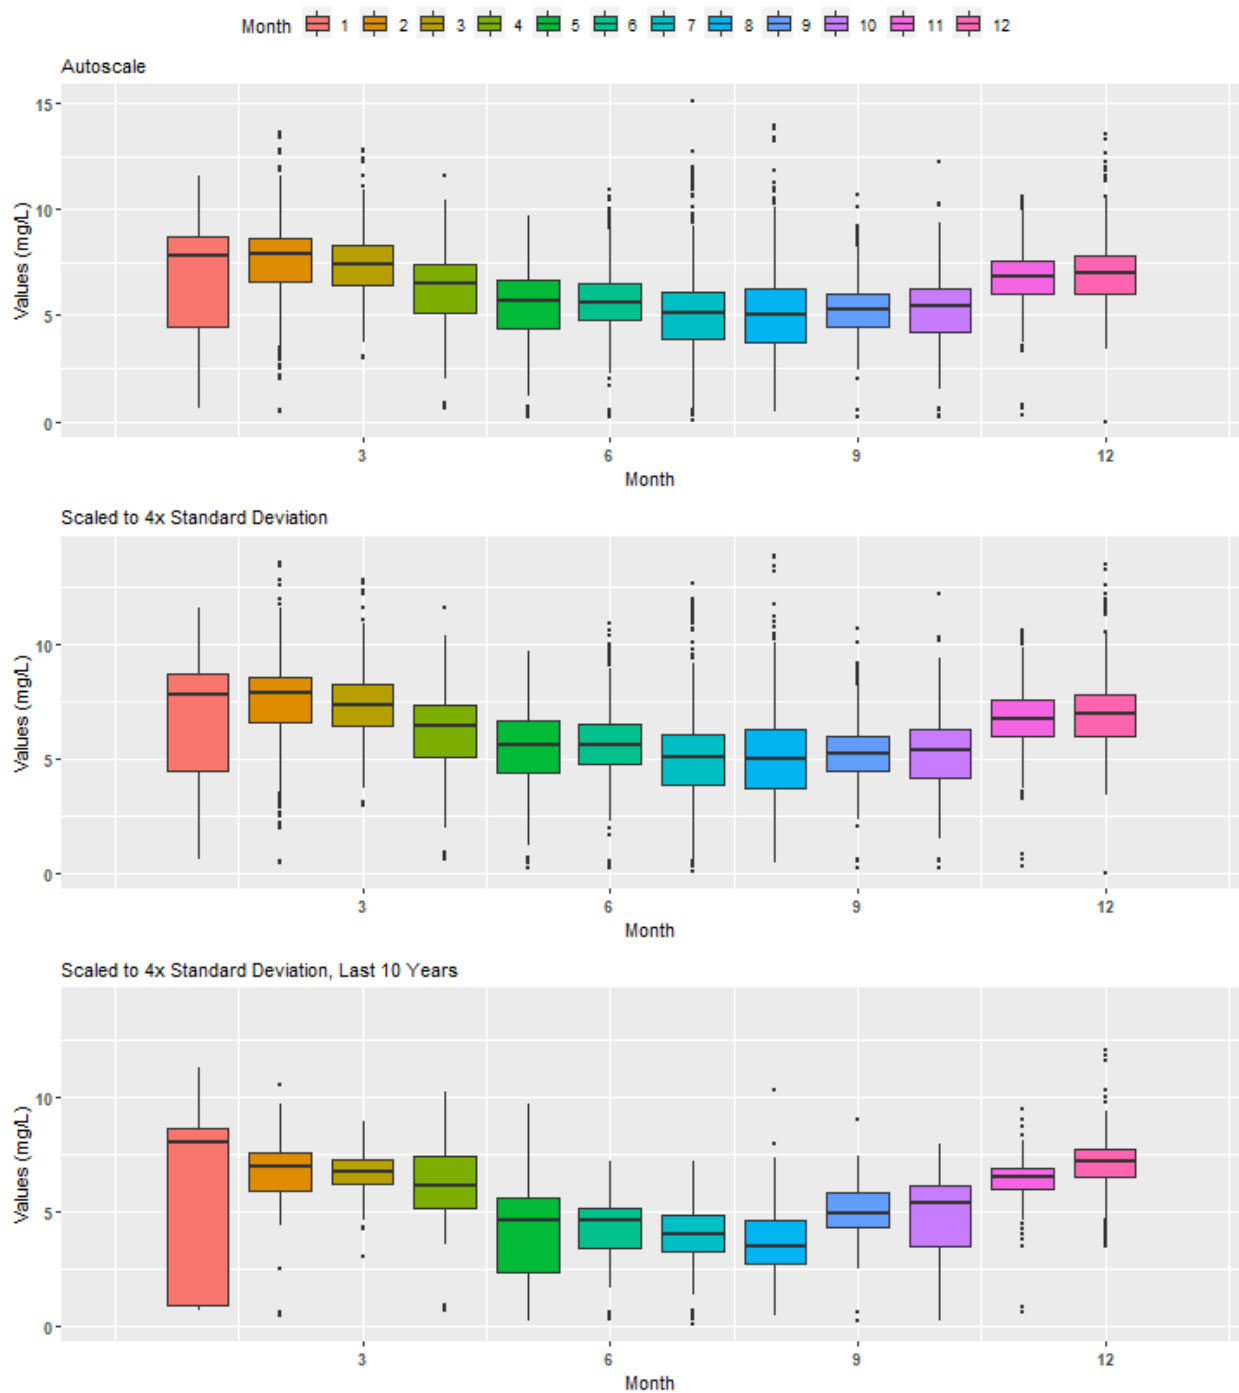 Month 1 2 3 4 5 6 7 8 9 10 11 12
Autoscale
Values (mg/L)
15
10
5
0
3 6 9 12
Month
Scaled to 4x Standard Deviation
Values (mg/L)
10
5
0
3 6 9 12
Month
Scaled to 4x Standard Deviation, Last 10 Years
Values (mg/L)
10
5
0
3 6 9 12
Month